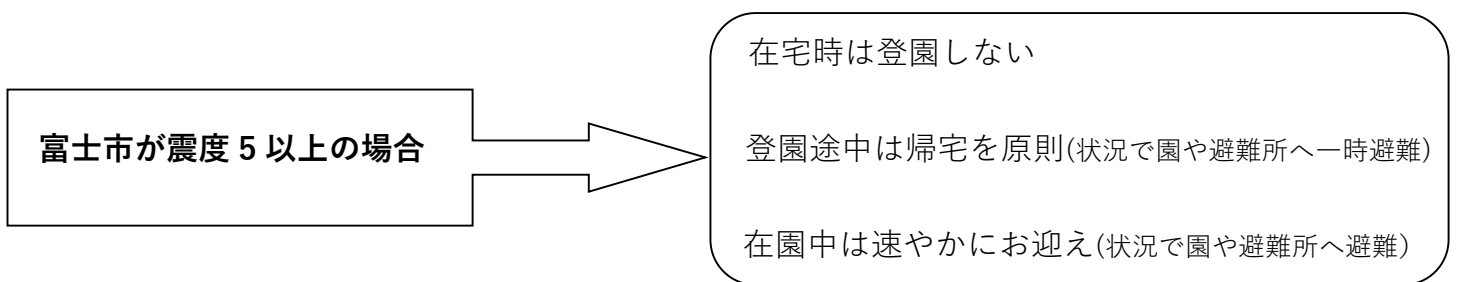 在宅時は登園しない
富士市が震度5以上の場合
登園途中は帰宅を原則(状況で園や避難所へ一時避難)
在園中は速やかにお迎え(状況で園や避難所へ避難)